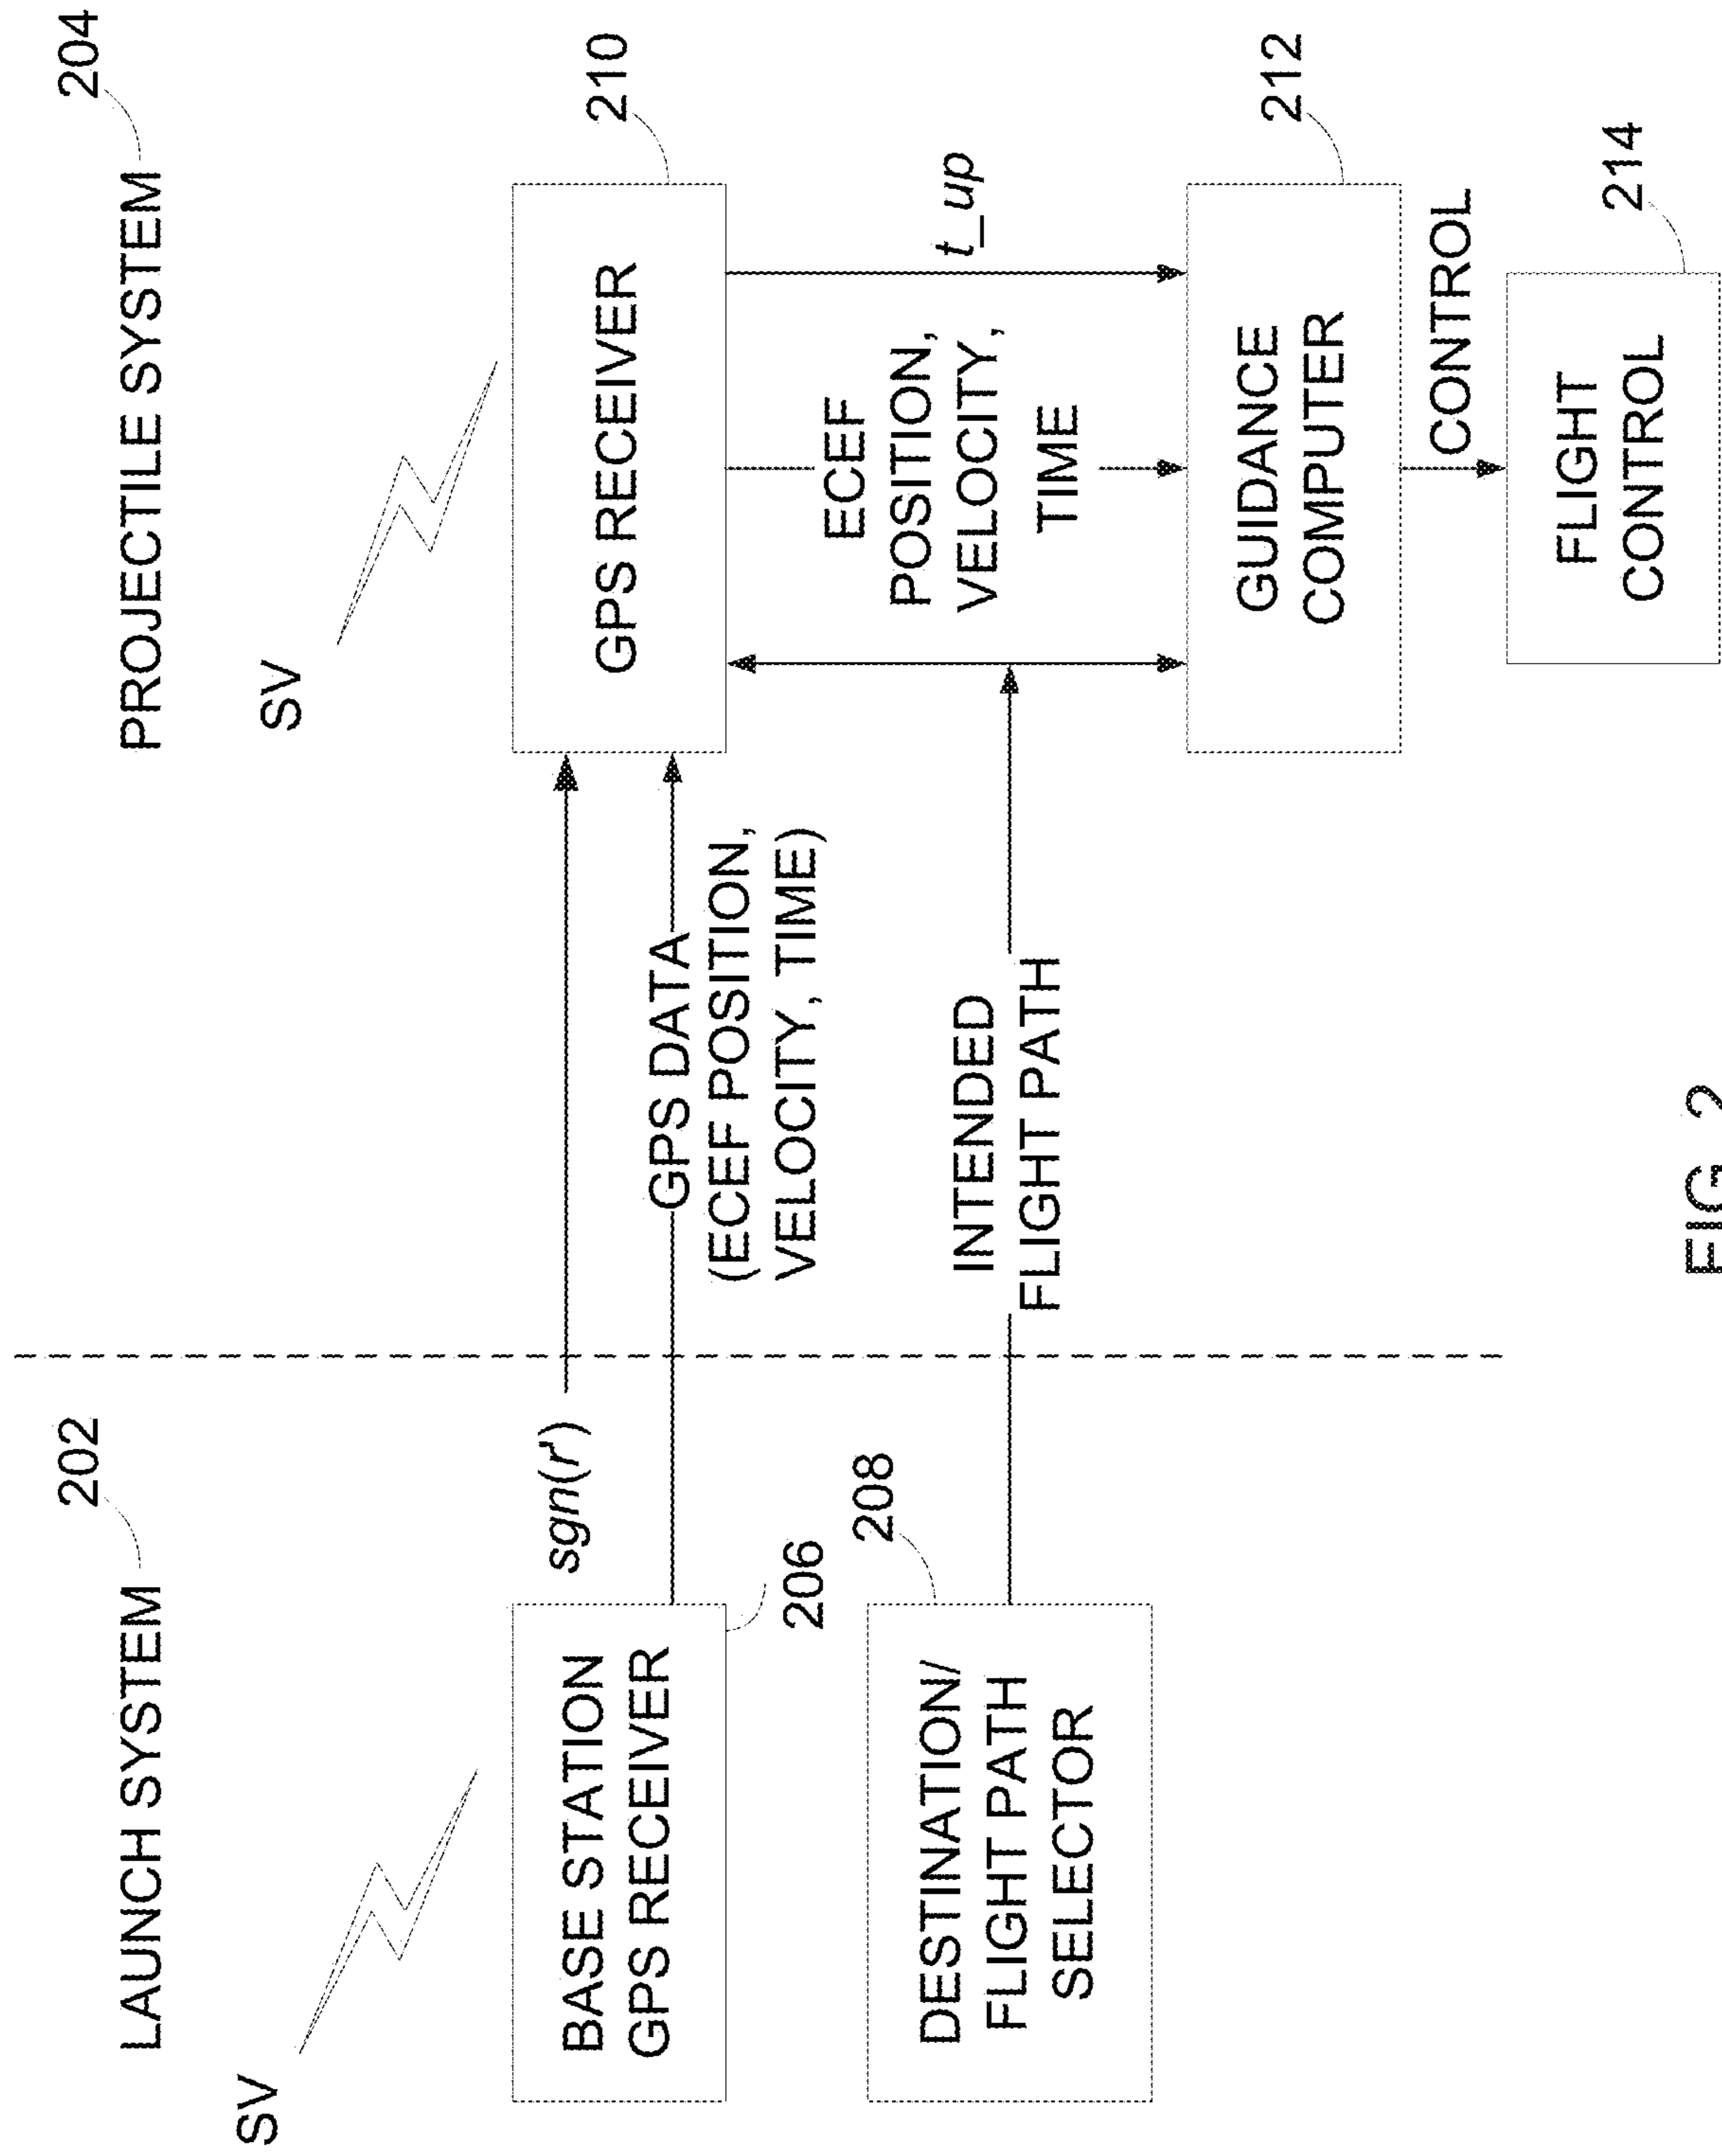 LAUNCH SYSTEM
202
PROJECTILE SYSTEM
204
SV
SV
BASE STATION
GPS RECEIVER
206
sgn(r')
GPS DATA
(ECEF POSITION,
VELOCITY, TIME)
GPS RECEIVER
210
DESTINATION/
FLIGHT PATH
SELECTOR
208
INTENDED
FLIGHT PATH
ECEF
POSITION,
VELOCITY,
TIME
t_up
GUIDANCE
COMPUTER
212
CONTROL
FLIGHT
CONTROL
214
FIG. 2